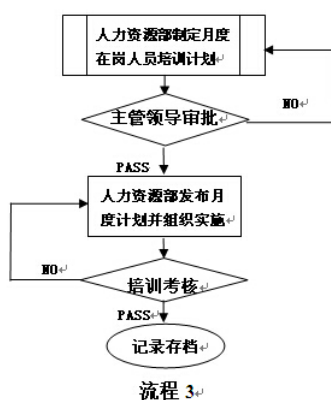 人力资源部制定月度
在岗人员培训计划
NO
主管领导审批
PASS
人力资源部发布月
度计划并组织实施
NO
培训考核
PASS
记录存档
流程 3